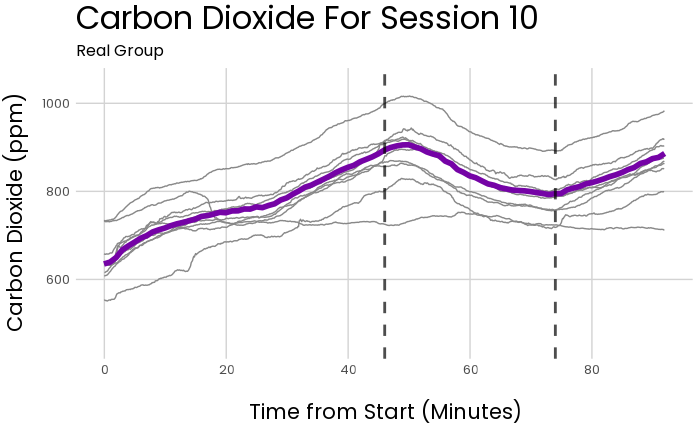 Carbon Dioxide For Session 10
Real Group
Carbon Dioxide (ppm)
1000
800
600
0 20 40 60 80
Time from Start (Minutes)